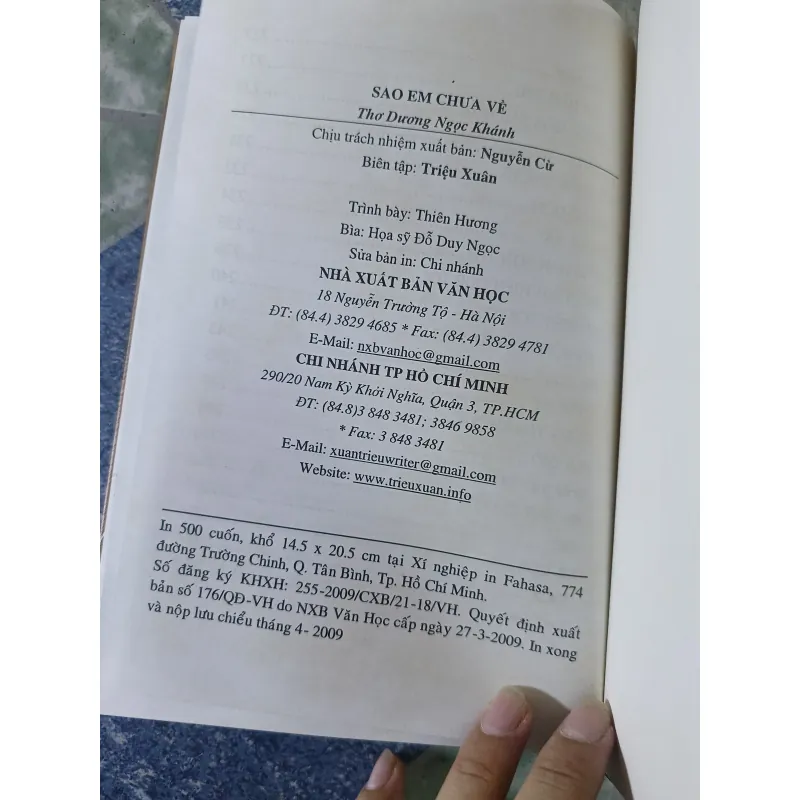 SAO EM CHƯA VỀ
Thơ Dương Ngọc Khánh
Chịu trách nhiệm xuất bản: Nguyễn Cừ
Biên tập: Triệu Xuân
Trình bày: Thiên Hương
Bìa: Họa sỹ Đỗ Duy Ngọc
Sửa bản in: Chi nhánh
NHÀ XUẤT BẢN VĂN HỌC
18 Nguyễn Trường Tộ - Hà Nội
ĐT: (84.4) 3829 4685 * Fax: (84.4) 3829 4781
E-Mail: nxbvanhoc@gmail.com
CHI NHÁNH TP HỒ CHÍ MINH
290/20 Nam Kỳ Khởi Nghĩa, Quận 3, TP.HCM
ĐT: (84.8)3 848 3481; 3846 9858
* Fax: 3 848 3481
E-Mail: xuantrieuwriter@gmail.com
Website: www.trieuxuan.info
In 500 cuốn, khổ 14.5 x 20.5 cm tại Xí nghiệp in Fahasa, 774
đường Trường Chinh, Q. Tân Bình, Tp. Hồ Chí Minh.
Số đăng ký KHXH: 255-2009/CXB/21-18/VH. Quyết định xuất
bản số 176/QĐ-VH do NXB Văn Học cấp ngày 27-3-2009. In xong
và nộp lưu chiểu tháng 4- 2009